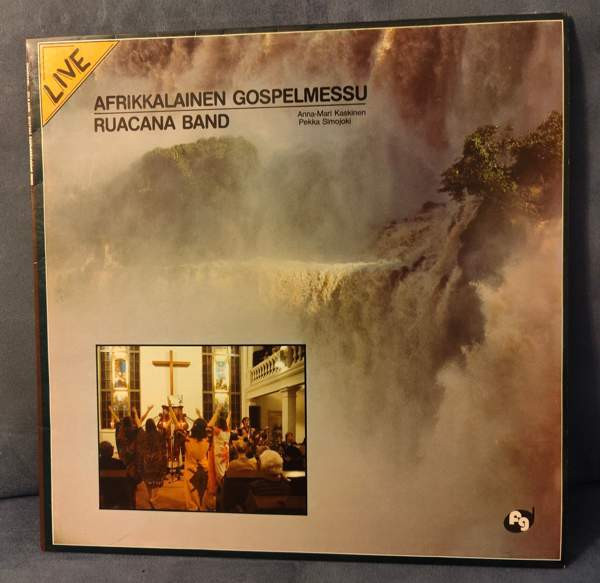 LIVE
AFRIKKALAINEN GOSPELMESSU
RUACANA BAND
Anna-Mari Kaskinen
Pekka Simojoki